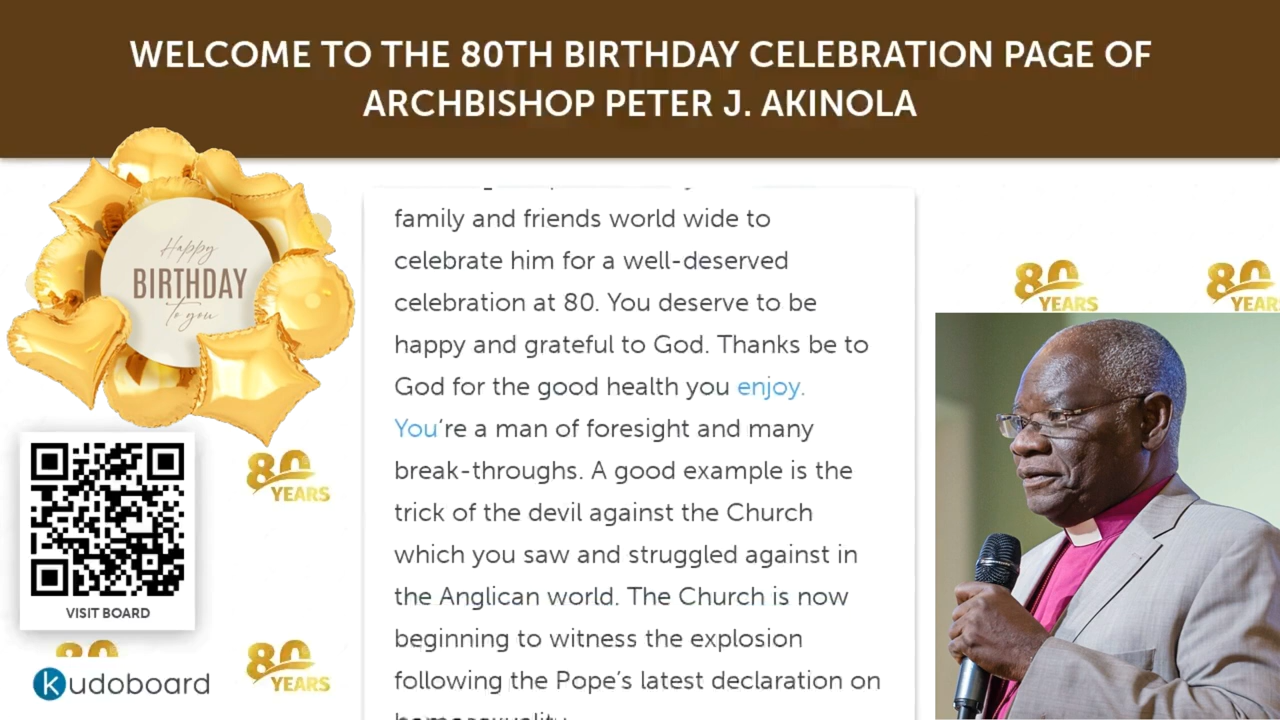 WELCOME TO THE 80TH BIRTHDAY CELEBRATION PAGE OF
ARCHBISHOP PETER J. AKINOLA
Happy
BIRTHDAY
to you
VISIT BOARD
80
YEARS
80
80
YEARS
kudoboard
family and friends world wide to
celebrate him for a well-deserved
celebration at 80. You deserve to be
happy and grateful to God. Thanks be to
God for the good health you enjoy.
You're a man of foresight and many
break-throughs. A good example is the
trick of the devil against the Church
which you saw and struggled against in
the Anglican world. The Church is now
beginning to witness the explosion
following the Pope's latest declaration on
80
YEARS
80
YEAR